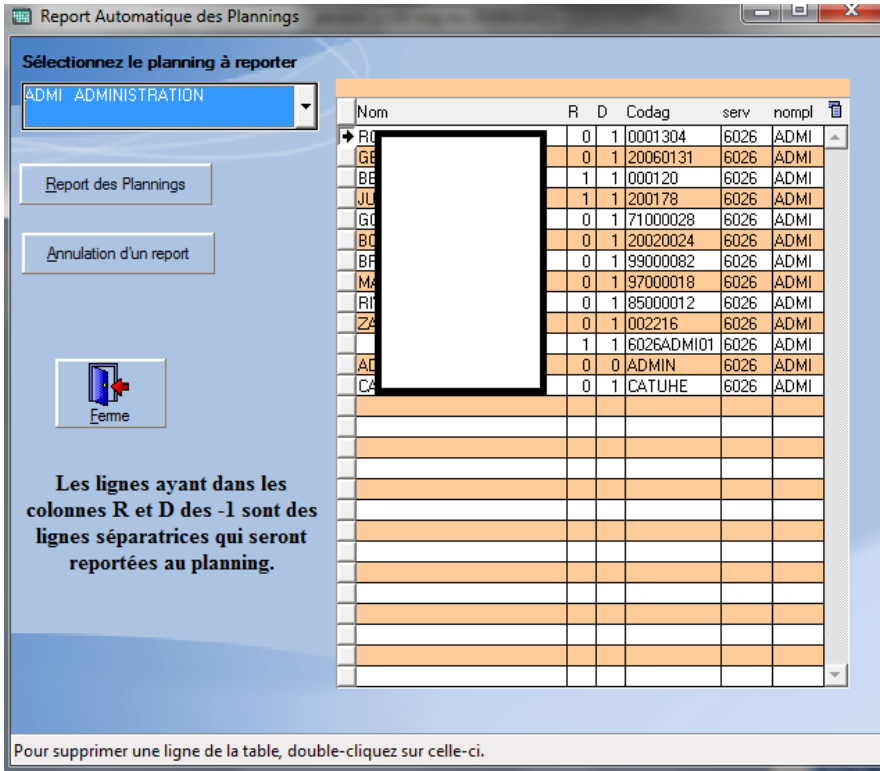 Report Automatique des Plannings
Sélectionnez le planning à reporter
ADMI ADMINISTRATION
Report des Plannings
Annulation d'un report
Ferme
Les lignes ayant dans les
colonnes R et D des -1 sont des
lignes séparatrices qui seront
reportées au planning.
Nom R D Codag serv nompl
RO 0 1 0001304 6026 ADMI
GE 0 1 20060131 6026 ADMI
BE 1 1 000120 6026 ADMI
JU 1 1 200178 6026 ADMI
GO 0 1 71000028 6026 ADMI
BO 0 1 20020024 6026 ADMI
BR 0 1 99000082 6026 ADMI
MA 0 1 97000018 6026 ADMI
RI 0 1 85000012 6026 ADMI
ZA 0 1 002216 6026 ADMI
1 1 6026ADMI01 6026 ADMI
AD 0 0 ADMIN 6026 ADMI
CA 0 1 CATUHE 6026 ADMI
Pour supprimer une ligne de la table, double-cliquez sur celle-ci.